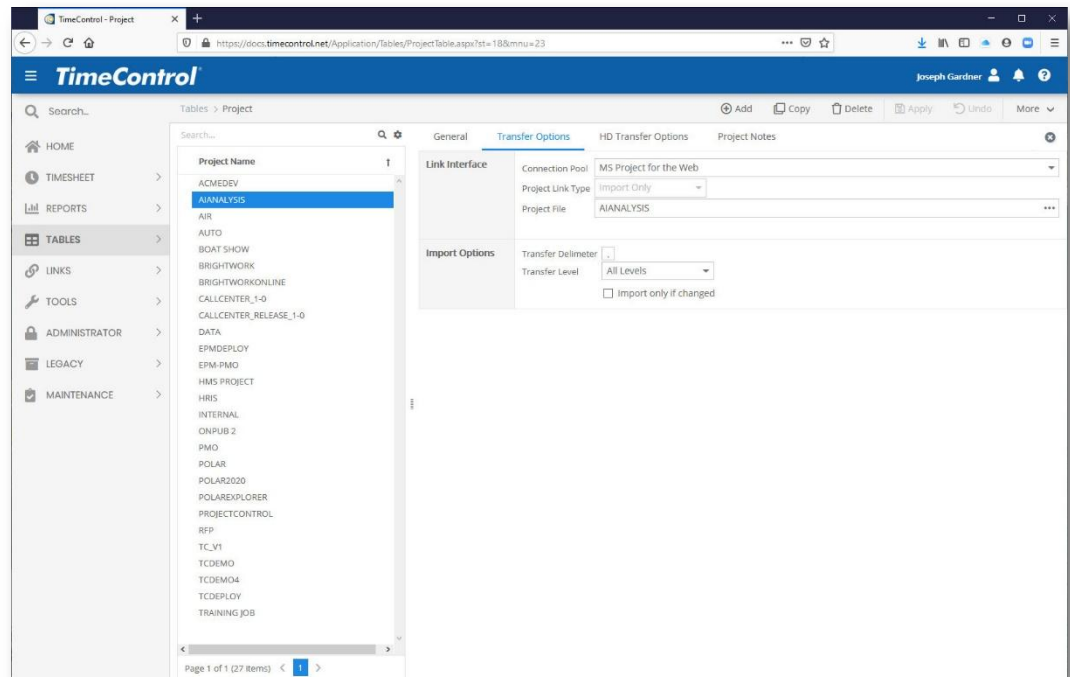 TimeControl - Project
https://docs.timecontrol.net/Application/Tables/ProjectTable.aspx?st=18&mnu=23
TimeControl
Joseph Gardner
Search...
HOME
TIMESHEET
REPORTS
TABLES
LINKS
TOOLS
ADMINISTRATOR
LEGACY
MAINTENANCE
Tables > Project
Add Copy Delete Apply Undo More
Search...
Project Name
ACMEDEV
AIANALYSIS
AIR
AUTO
BOAT SHOW
BRIGHTWORK
BRIGHTWORKONLINE
CALLCENTER_1-0
CALLCENTER_RELEASE_1-0
DATA
EPMDEPLOY
EPM-PMO
HMS PROJECT
HRIS
INTERNAL
ONPUB 2
PMO
POLAR
POLAR2020
POLAREXPLORER
PROJECTCONTROL
RFP
TC_V1
TCDEMO
TCDEMO4
TCDEPLOY
TRAINING JOB
Page 1 of 1 (27 items) < 1 >
General Transfer Options HD Transfer Options Project Notes
Link Interface
Connection Pool MS Project for the Web
Project Link Type Import Only
Project File AIANALYSIS ...
Import Options
Transfer Delimeter .
Transfer Level All Levels
Import only if changed